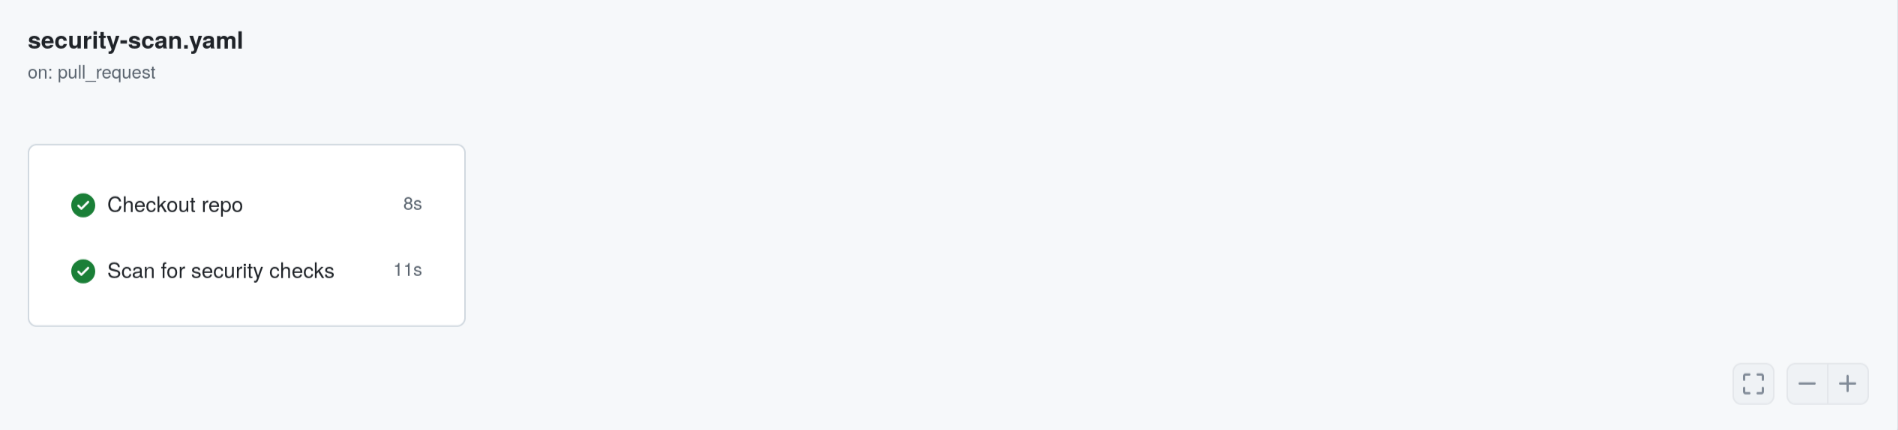 security-scan.yaml
on: pull_request
Checkout repo 8s
Scan for security checks 11s